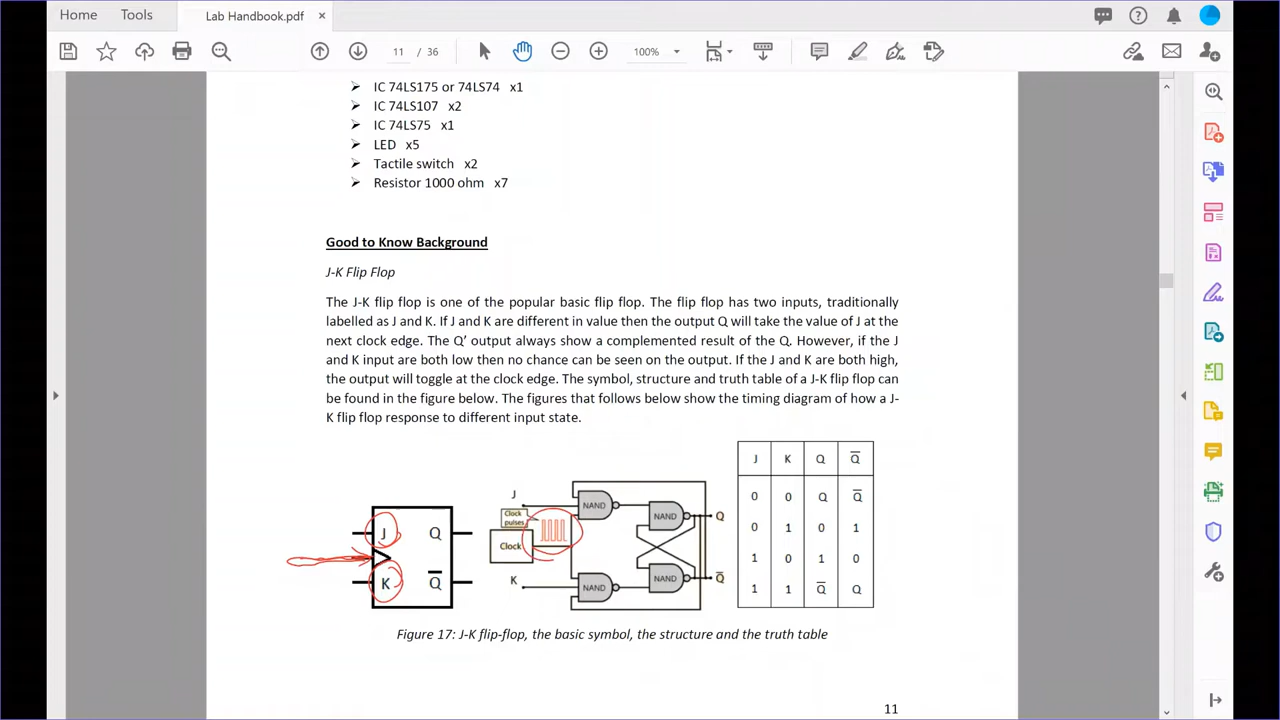 Home Tools Lab Handbook.pdf ×
11 / 36 100%
➢ IC 74LS175 or 74LS74 x1
➢ IC 74LS107 x2
➢ IC 74LS75 x1
➢ LED x5
➢ Tactile switch x2
➢ Resistor 1000 ohm x7
Good to Know Background
J-K Flip Flop
The J-K flip flop is one of the popular basic flip flop. The flip flop has two inputs, traditionally
labelled as J and K. If J and K are different in value then the output Q will take the value of J at the
next clock edge. The Q’ output always show a complemented result of the Q. However, if the J
and K input are both low then no chance can be seen on the output. If the J and K are both high,
the output will toggle at the clock edge. The symbol, structure and truth table of a J-K flip flop can
be found in the figure below. The figures that follows below show the timing diagram of how a J-
K flip flop response to different input state.
J Q
K Q̅
J
Clock
pulses
Clock
K
NAND NAND Q
NAND NAND Q̅
J K Q Q̅
0 0 Q Q̅
0 1 0 1
1 0 1 0
1 1 Q̅ Q
Figure 17: J-K flip-flop, the basic symbol, the structure and the truth table
11